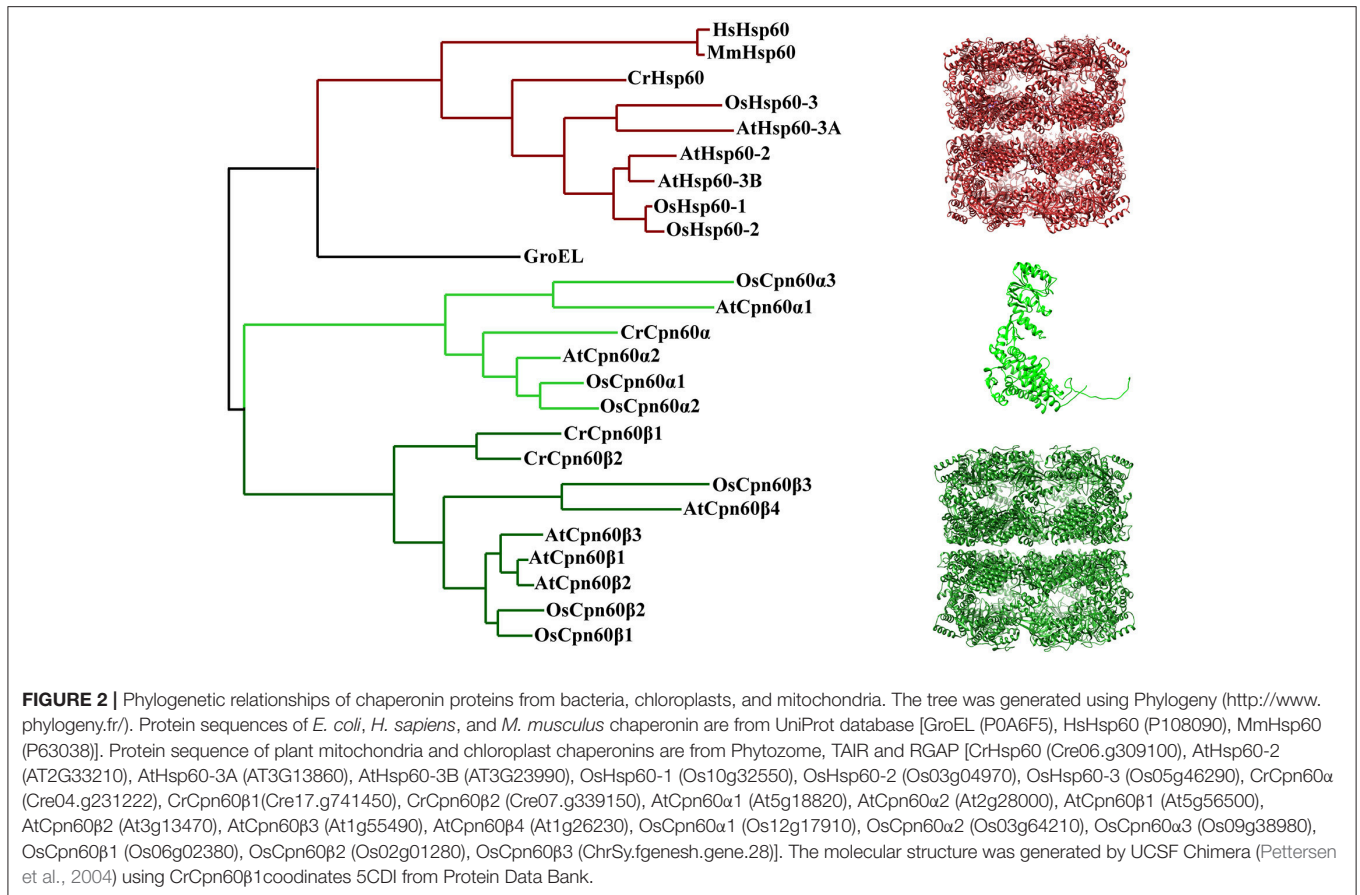 HsHsp60
MmHsp60
CrHsp60
OsHsp60-3
AtHsp60-3A
AtHsp60-2
AtHsp60-3B
OsHsp60-1
OsHsp60-2
GroEL
OsCpn60α3
AtCpn60α1
CrCpn60α
AtCpn60α2
OsCpn60α1
OsCpn60α2
CrCpn60β1
CrCpn60β2
OsCpn60β3
AtCpn60β4
AtCpn60β3
AtCpn60β1
AtCpn60β2
OsCpn60β2
OsCpn60β1
FIGURE 2 | Phylogenetic relationships of chaperonin proteins from bacteria, chloroplasts, and mitochondria. The tree was generated using Phylogeny (http://www.
phylogeny.fr/). Protein sequences of E. coli, H. sapiens, and M. musculus chaperonin are from UniProt database [GroEL (P0A6F5), HsHsp60 (P108090), MmHsp60
(P63038)]. Protein sequence of plant mitochondria and chloroplast chaperonins are from Phytozome, TAIR and RGAP [CrHsp60 (Cre06.g309100), AtHsp60-2
(AT2G33210), AtHsp60-3A (AT3G13860), AtHsp60-3B (AT3G23990), OsHsp60-1 (Os10g32550), OsHsp60-2 (Os03g04970), OsHsp60-3 (Os05g46290), CrCpn60α
(Cre04.g231222), CrCpn60β1(Cre17.g741450), CrCpn60β2 (Cre07.g339150), AtCpn60α1 (At5g18820), AtCpn60α2 (At2g28000), AtCpn60β1 (At5g56500),
AtCpn60β2 (At3g13470), AtCpn60β3 (At1g55490), AtCpn60β4 (At1g26230), OsCpn60α1 (Os12g17910), OsCpn60α2 (Os03g64210), OsCpn60α3 (Os09g38980),
OsCpn60β1 (Os06g02380), OsCpn60β2 (Os02g01280), OsCpn60β3 (ChrSy.fgenesh.gene.28)]. The molecular structure was generated by UCSF Chimera (Pettersen
et al., 2004) using CrCpn60β1coodinates 5CDI from Protein Data Bank.